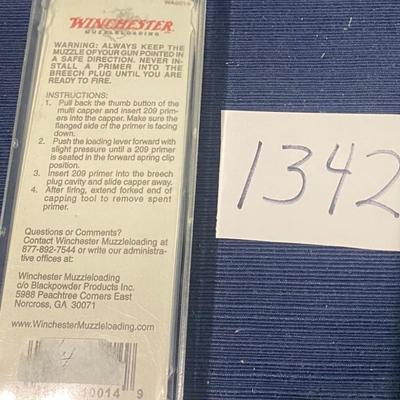 WA0014
WINCHESTER
MUZZLELOADING
WARNING: ALWAYS KEEP THE
MUZZLE OF YOUR GUN POINTED IN
A SAFE DIRECTION. NEVER IN-
STALL A PRIMER INTO THE
BREECH PLUG UNTIL YOU ARE
READY TO FIRE.
INSTRUCTIONS:
1. Pull back the thumb button of the
multi capper and insert 209 prim-
ers into the capper. Make sure the
flanged side of the primer is facing
down.
2. Push the loading lever forward with
slight pressure until a 209 primer
is seated in the forward spring clip
position.
3. Insert 209 primer into the breech
plug cavity and slide capper away.
4. After firing, extend forked end of
capping tool to remove spent
primer.
Questions or Comments?
Contact Winchester Muzzleloading at
877-892-7544 or write our administra-
tive offices at:
Winchester Muzzleloading
c/o Blackpowder Products Inc.
5988 Peachtree Corners East
Norcross, GA 30071
www.WinchesterMuzzleloading.com
10014 9
1342